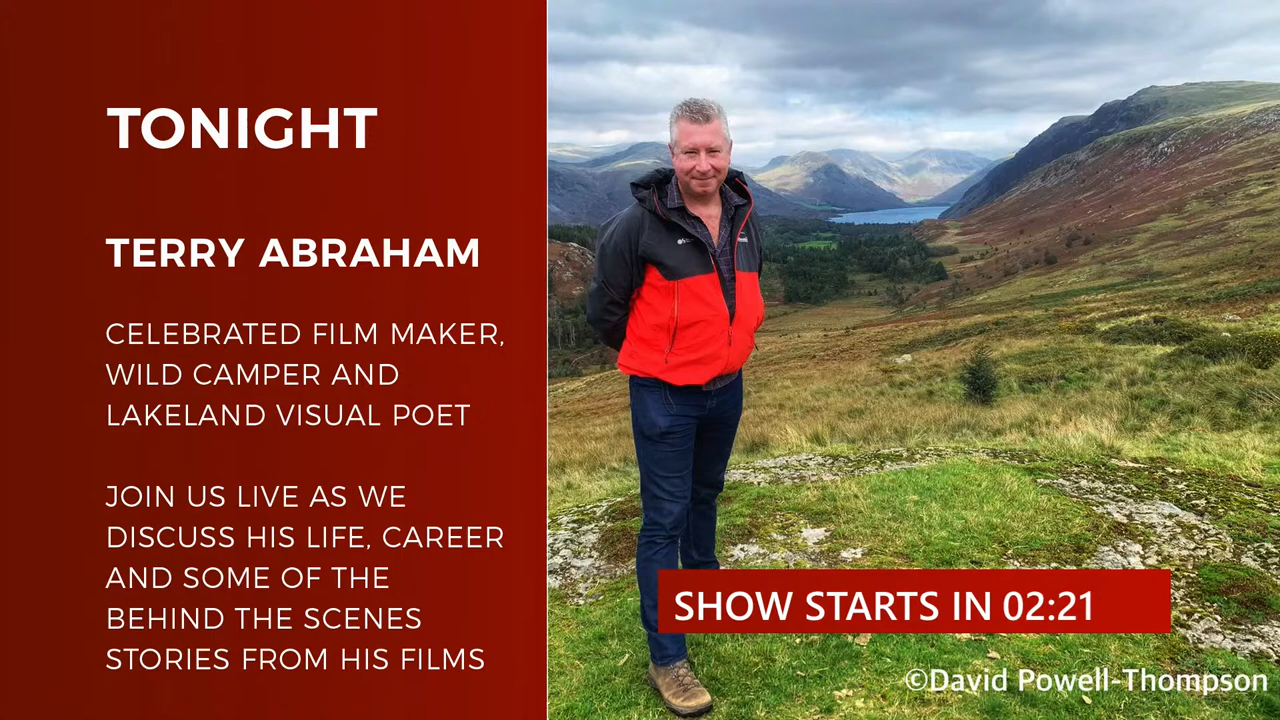 TONIGHT
TERRY ABRAHAM
CELEBRATED FILM MAKER,
WILD CAMPER AND
LAKELAND VISUAL POET
JOIN US LIVE AS WE
DISCUSS HIS LIFE, CAREER
AND SOME OF THE
BEHIND THE SCENES
STORIES FROM HIS FILMS
SHOW STARTS IN 02:21
©David Powell-Thompson